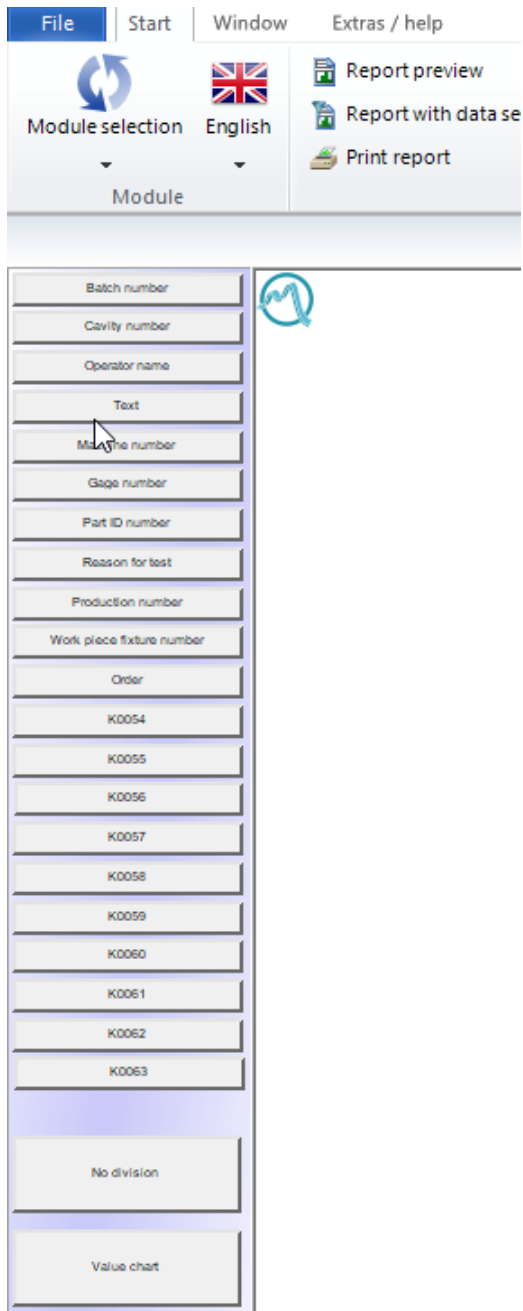 File Start Window Extras / help
Report preview
Module selection English Report with data se
Print report
Module
Batch number
Cavity number
Operator name
Text
Machine number
Gage number
Part ID number
Reason for test
Production number
Work piece fixture number
Order
K0054
K0055
K0056
K0057
K0058
K0059
K0060
K0061
K0062
K0063
No division
Value chart